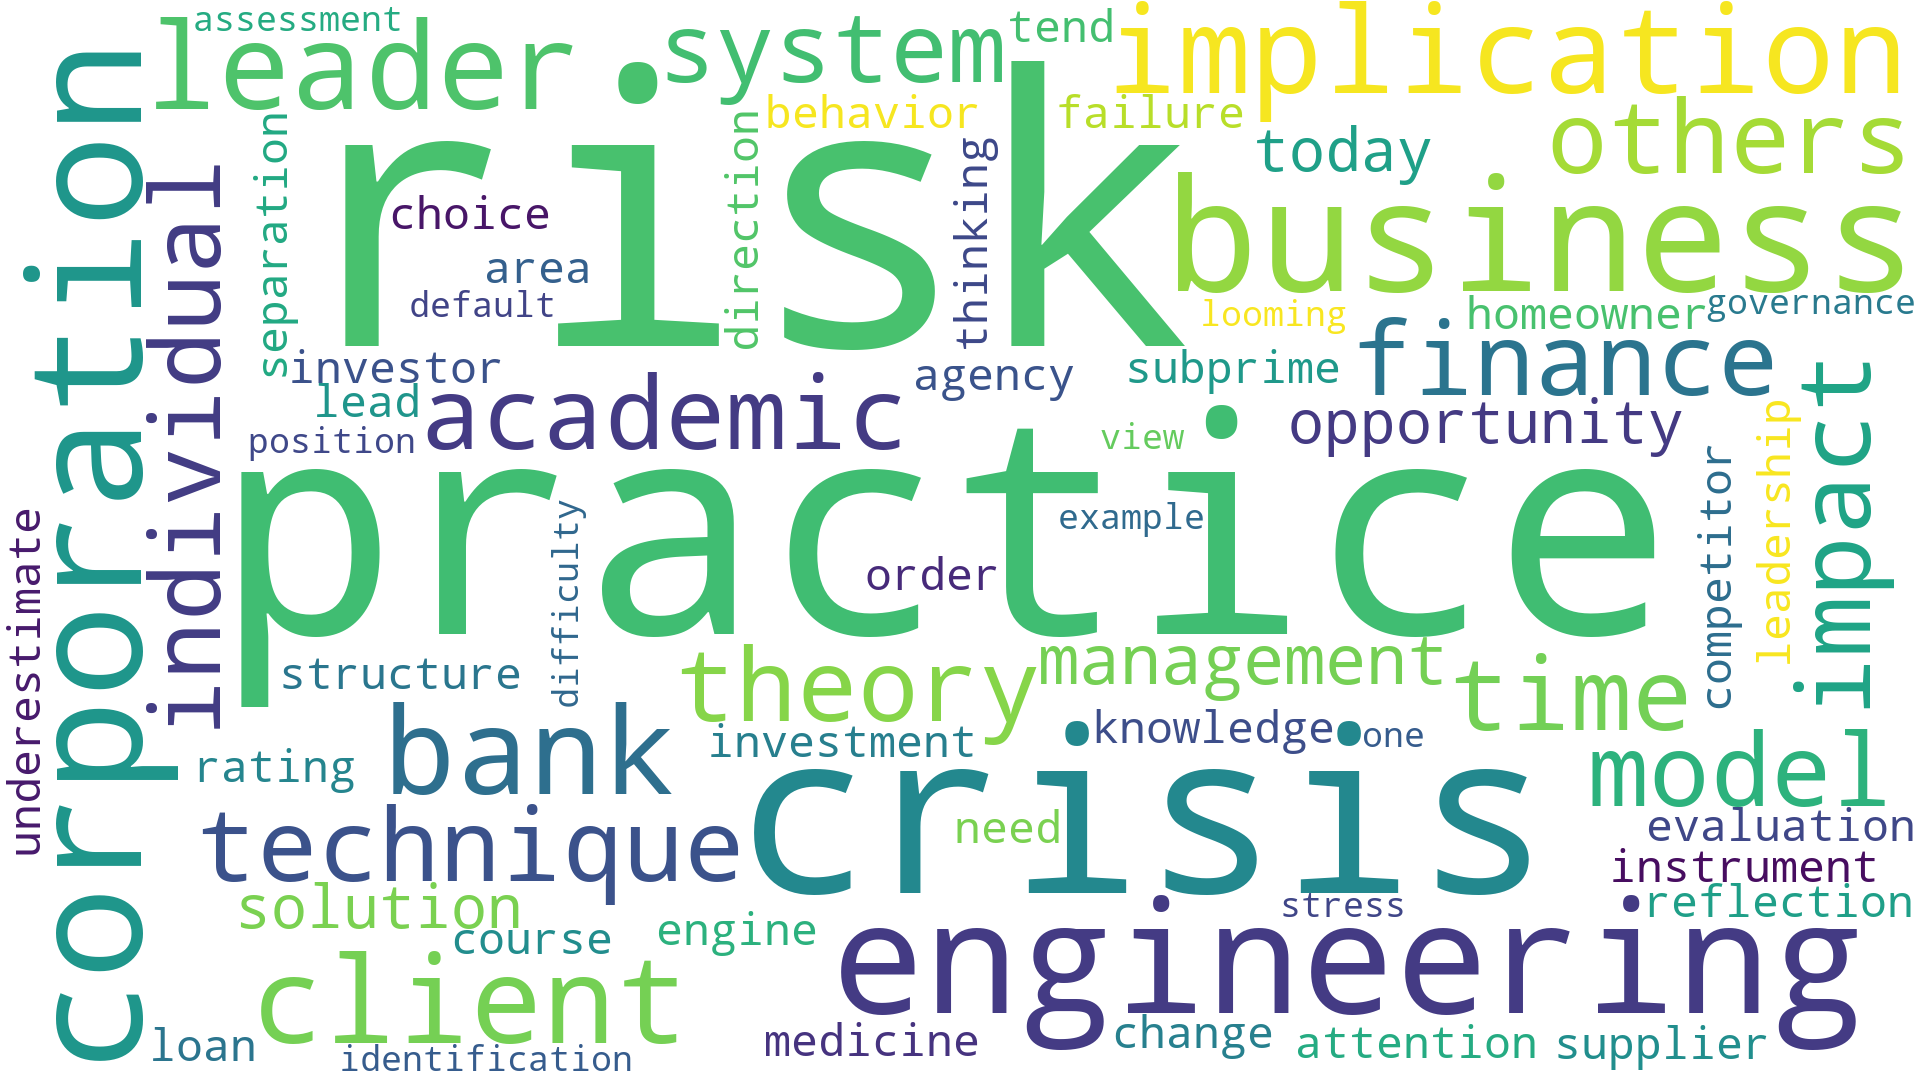 assessment
leader
system
tend
implication
corporation
individual
separation
risk
choice
area
default
direction
behavior
thinking
failure
today
others
business
looming
homeowner
governance
investor
lead
position
academic
agency
subprime
finance
opportunity
view
impact
practice
example
order
difficulty
competitor
leadership
underestimate
structure
theory
management
time
bank
rating
investment
knowledge
one
model
technique
crisis
need
evaluation
instrument
reflection
solution
course
engine
stress
engineering
client
loan
identification
medicine
change
attention
supplier